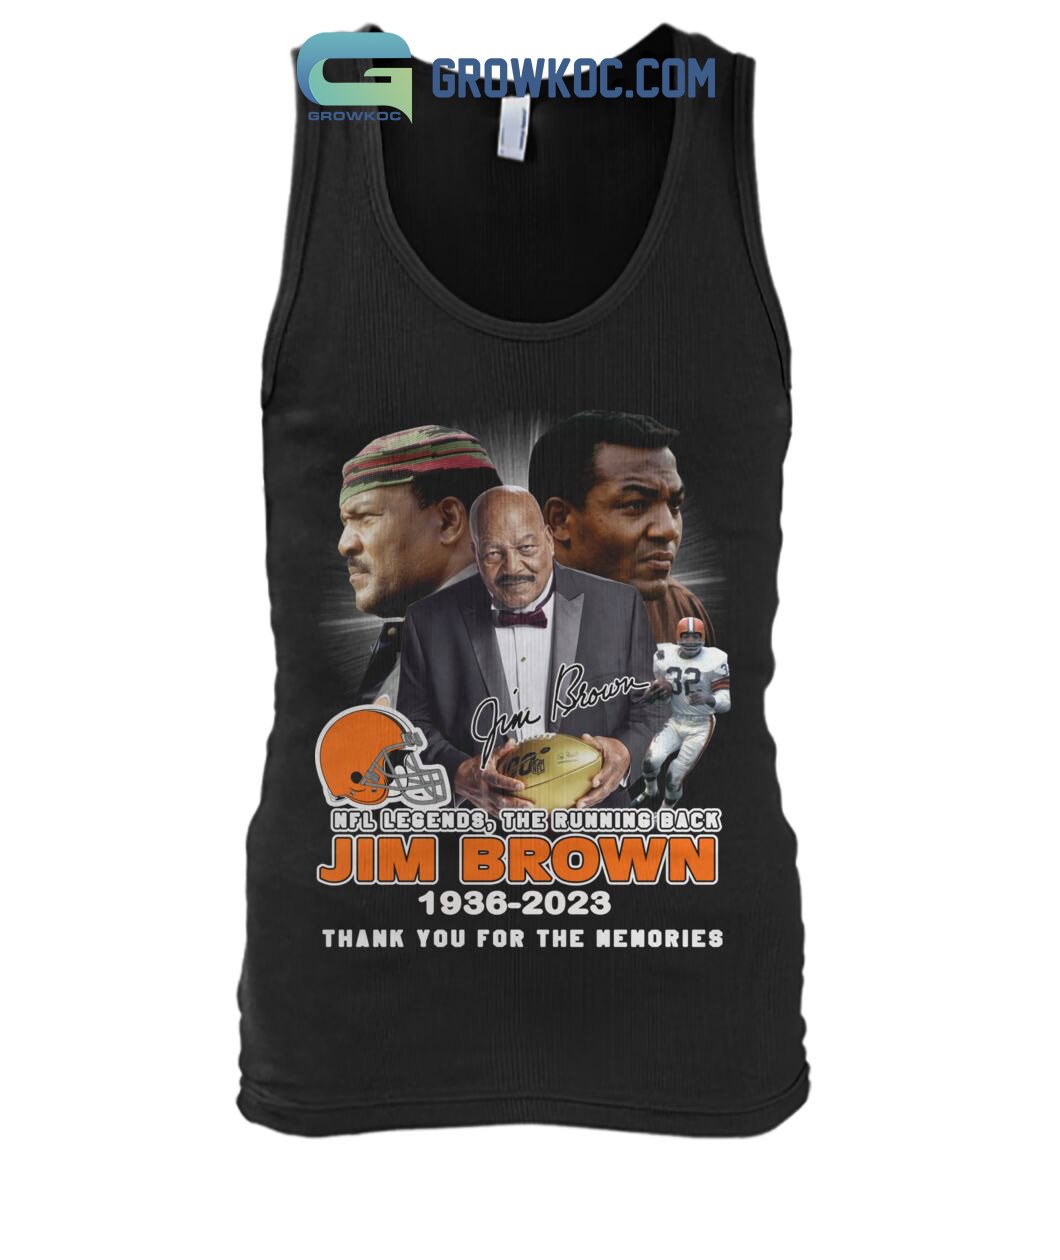 GROWKOC.COM
GROWKOC
Jim Brown
32
NFL LEGENDS, THE RUNNING BACK
JIM BROWN
1936-2023
THANK YOU FOR THE MEMORIES